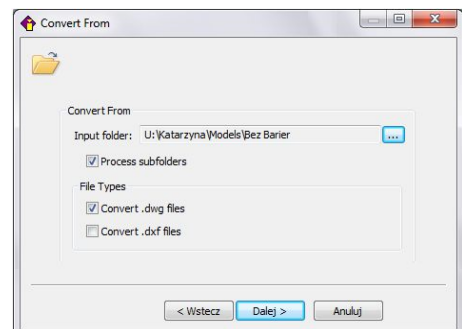 Convert From
Convert From
Input folder: U:\Katarzyna\Models\Bez Barier ...
Process subfolders
File Types
Convert .dwg files
Convert .dxf files
< Wstecz Dalej > Anuluj